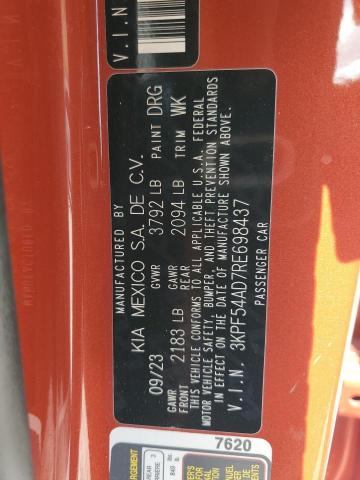 V.I.N
MANUFACTURED BY
KIA MEXICO S.A. DE C.V.
09/23 GVWR 3792 LB PAINT DRG
GAWR FRONT 2183 LB GAWR REAR 2094 LB TRIM WK
THIS VEHICLE CONFORMS TO ALL APPLICABLE U.S.A. FEDERAL
MOTOR VEHICLE SAFETY, BUMPER, AND THEFT PREVENTION STANDARDS
IN EFFECT ON THE DATE OF MANUFACTURE SHOWN ABOVE.
V.I.N. 3KPF54AD7RE698437
PASSENGER CAR
7620
REAR 3